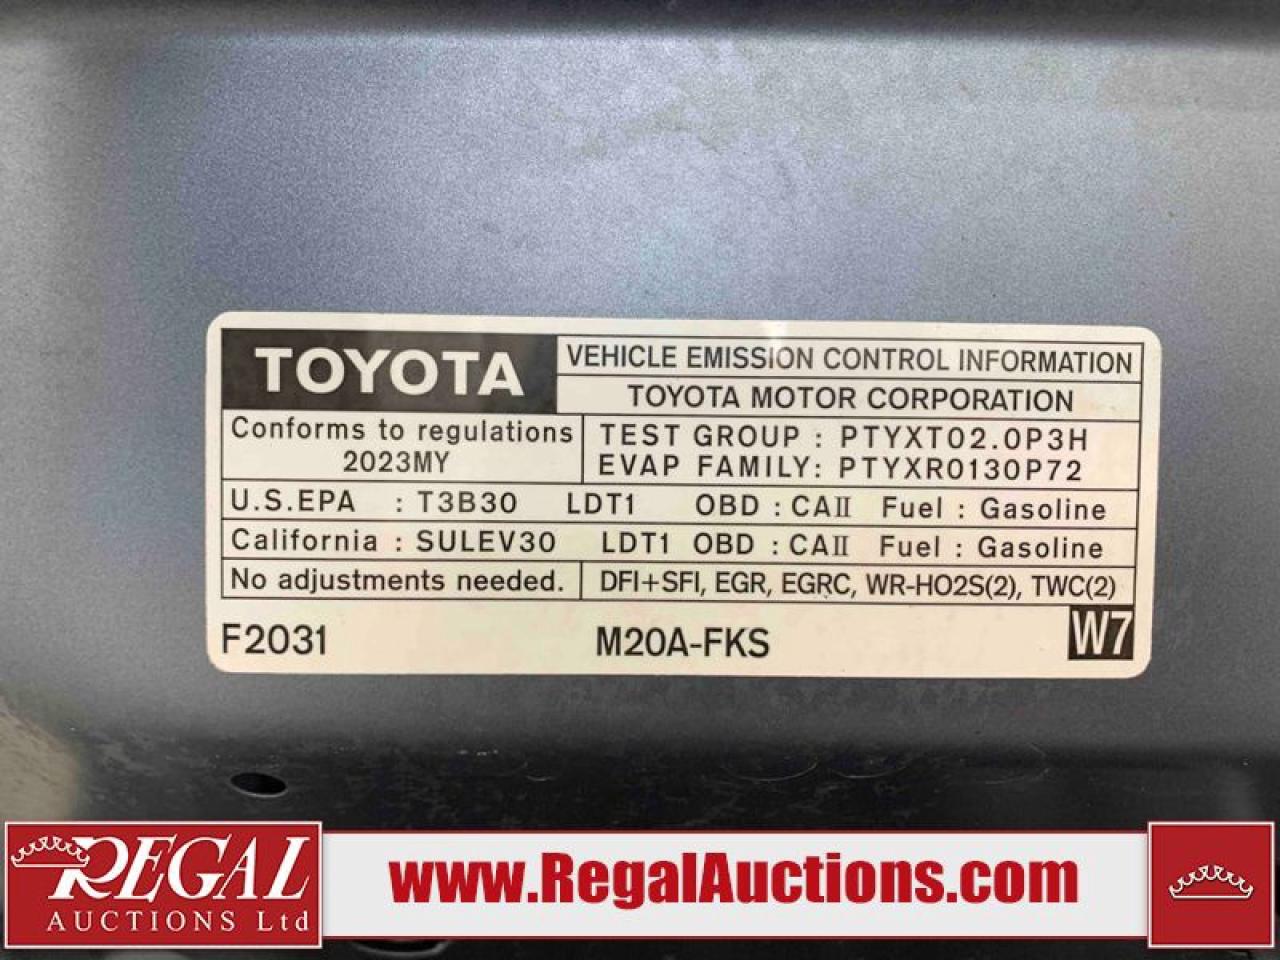 TOYOTA
VEHICLE EMISSION CONTROL INFORMATION
TOYOTA MOTOR CORPORATION
Conforms to regulations
2023MY
TEST GROUP : PTYXT02.0P3H
EVAP FAMILY: PTYXR0130P72
U.S.EPA : T3B30 LDT1 OBD : CAII Fuel : Gasoline
California : SULEV30 LDT1 OBD : CAII Fuel : Gasoline
No adjustments needed.
DFI+SFI, EGR, EGRC, WR-HO2S(2), TWC(2)
F2031 M20A-FKS W7
REGAL
AUCTIONS Ltd
www.RegalAuctions.com